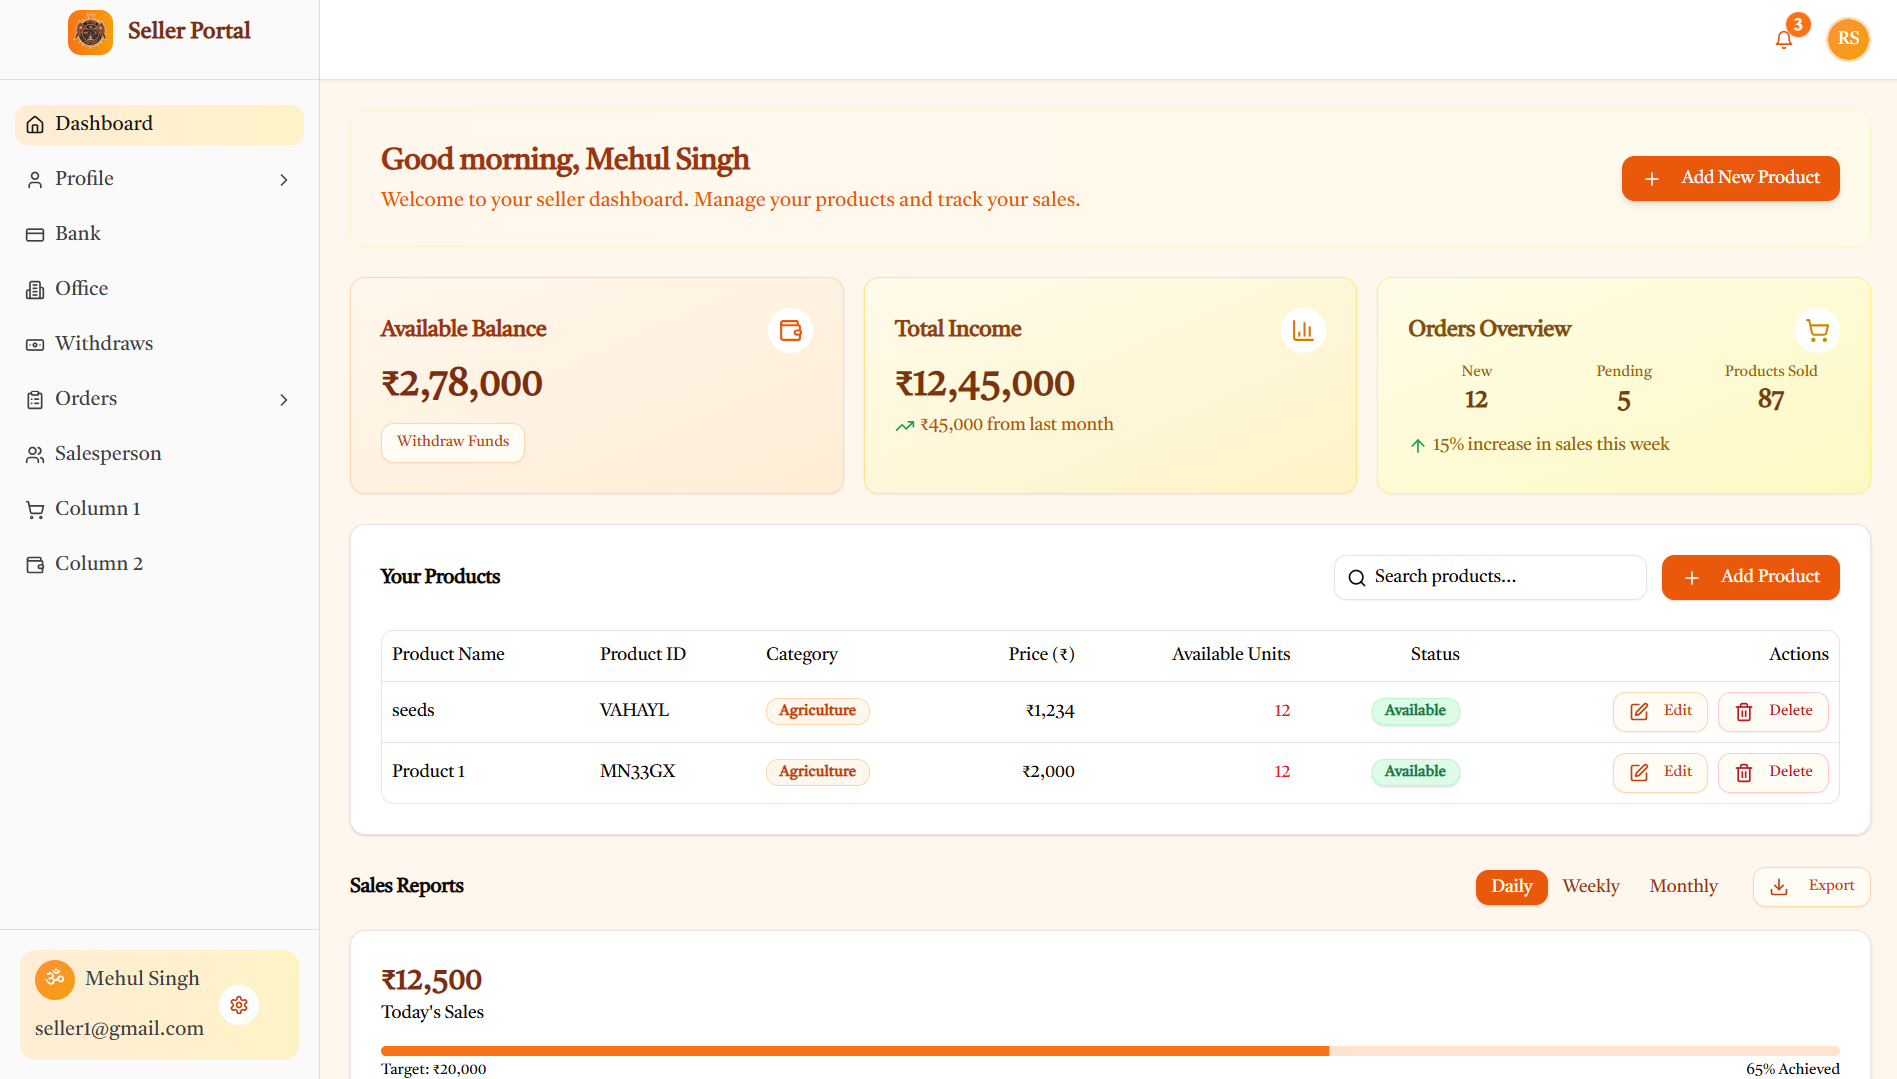 Seller Portal
3
RS
Dashboard
Profile
Bank
Office
Withdraws
Orders
Salesperson
Column 1
Column 2
ॐ
Mehul Singh
seller1@gmail.com
Good morning, Mehul Singh
Welcome to your seller dashboard. Manage your products and track your sales.
Add New Product
Available Balance
₹2,78,000
Withdraw Funds
Total Income
₹12,45,000
₹45,000 from last month
Orders Overview
New Pending Products Sold
12 5 87
15% increase in sales this week
Your Products
Search products...
Add Product
Product Name Product ID Category Price (₹) Available Units Status Actions
seeds VAHAYL Agriculture ₹1,234 12 Available Edit Delete
Product 1 MN33GX Agriculture ₹2,000 12 Available Edit Delete
Sales Reports
Daily Weekly Monthly Export
₹12,500
Today's Sales
Target: ₹20,000 65% Achieved